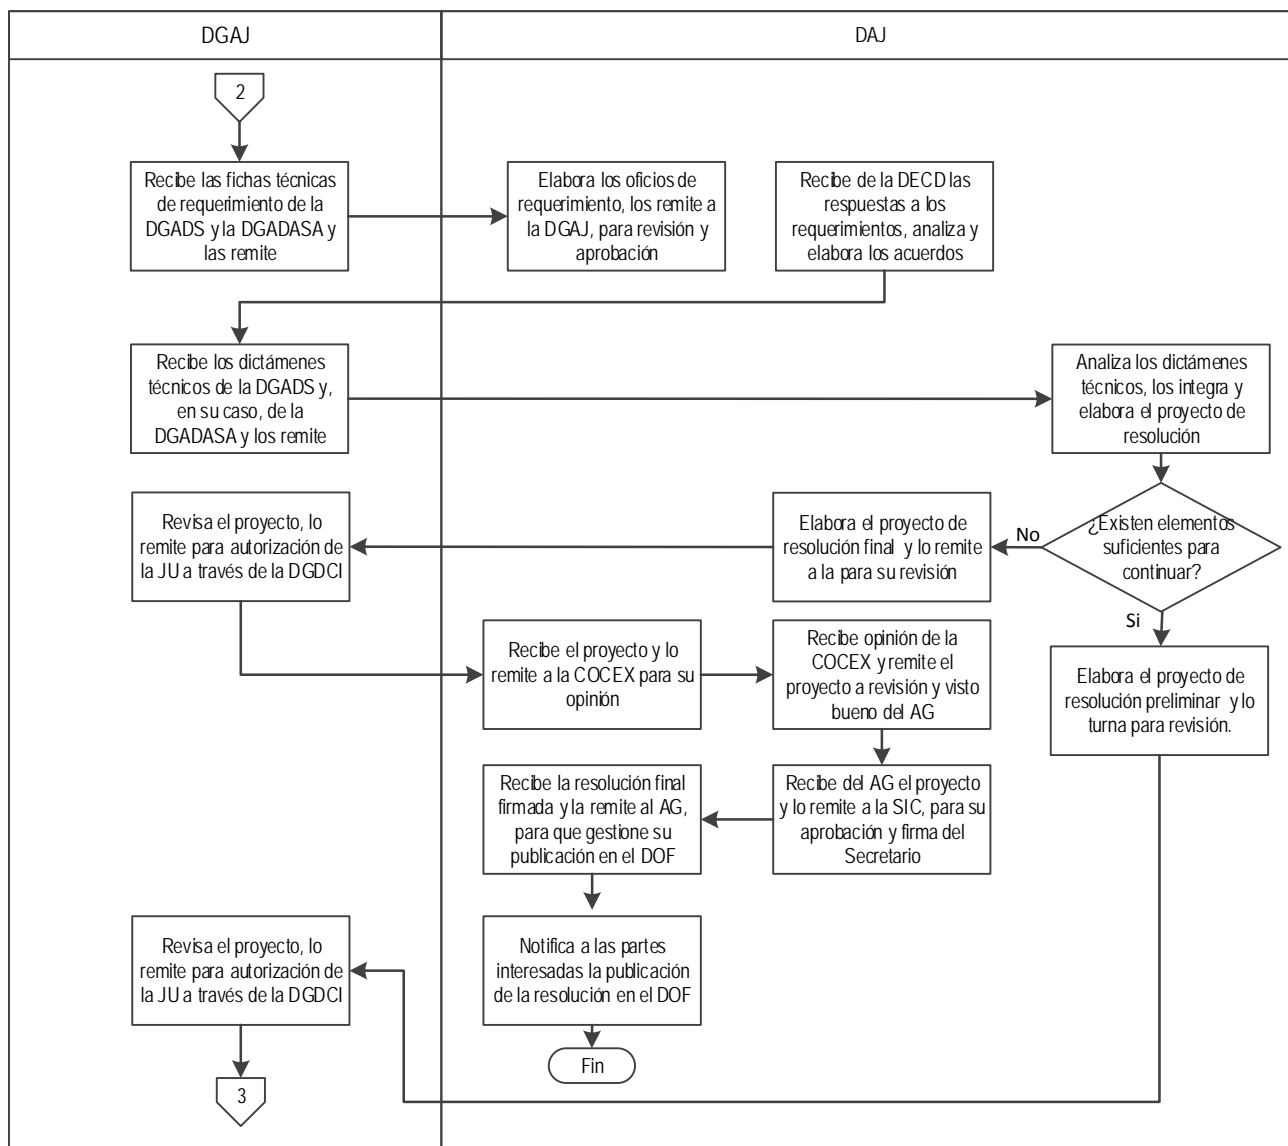 DGAJ
DAJ
2
Recibe las fichas técnicas
de requerimiento de la
DGADS y la DGADASA y
las remite
Elabora los oficios de
requerimiento, los remite a
la DGAJ, para revisión y
aprobación
Recibe de la DECD las
respuestas a los
requerimientos, analiza y
elabora los acuerdos
Recibe los dictámenes
técnicos de la DGADS y,
en su caso, de la
DGADASA y los remite
Analiza los dictámenes
técnicos, los integra y
elabora el proyecto de
resolución
¿Existen elementos
suficientes para
continuar?
No
Si
Elabora el proyecto de
resolución final y lo remite
a la para su revisión
Revisa el proyecto, lo
remite para autorización de
la JU a través de la DGDCI
Recibe el proyecto y lo
remite a la COCEX para su
opinión
Recibe opinión de la
COCEX y remite el
proyecto a revisión y visto
bueno del AG
Elabora el proyecto de
resolución preliminar y lo
turna para revisión.
Recibe la resolución final
firmada y la remite al AG,
para que gestione su
publicación en el DOF
Recibe del AG el proyecto
y lo remite a la SIC, para su
aprobación y firma del
Secretario
Revisa el proyecto, lo
remite para autorización de
la JU a través de la DGDCI
Notifica a las partes
interesadas la publicación
de la resolución en el DOF
Fin
3